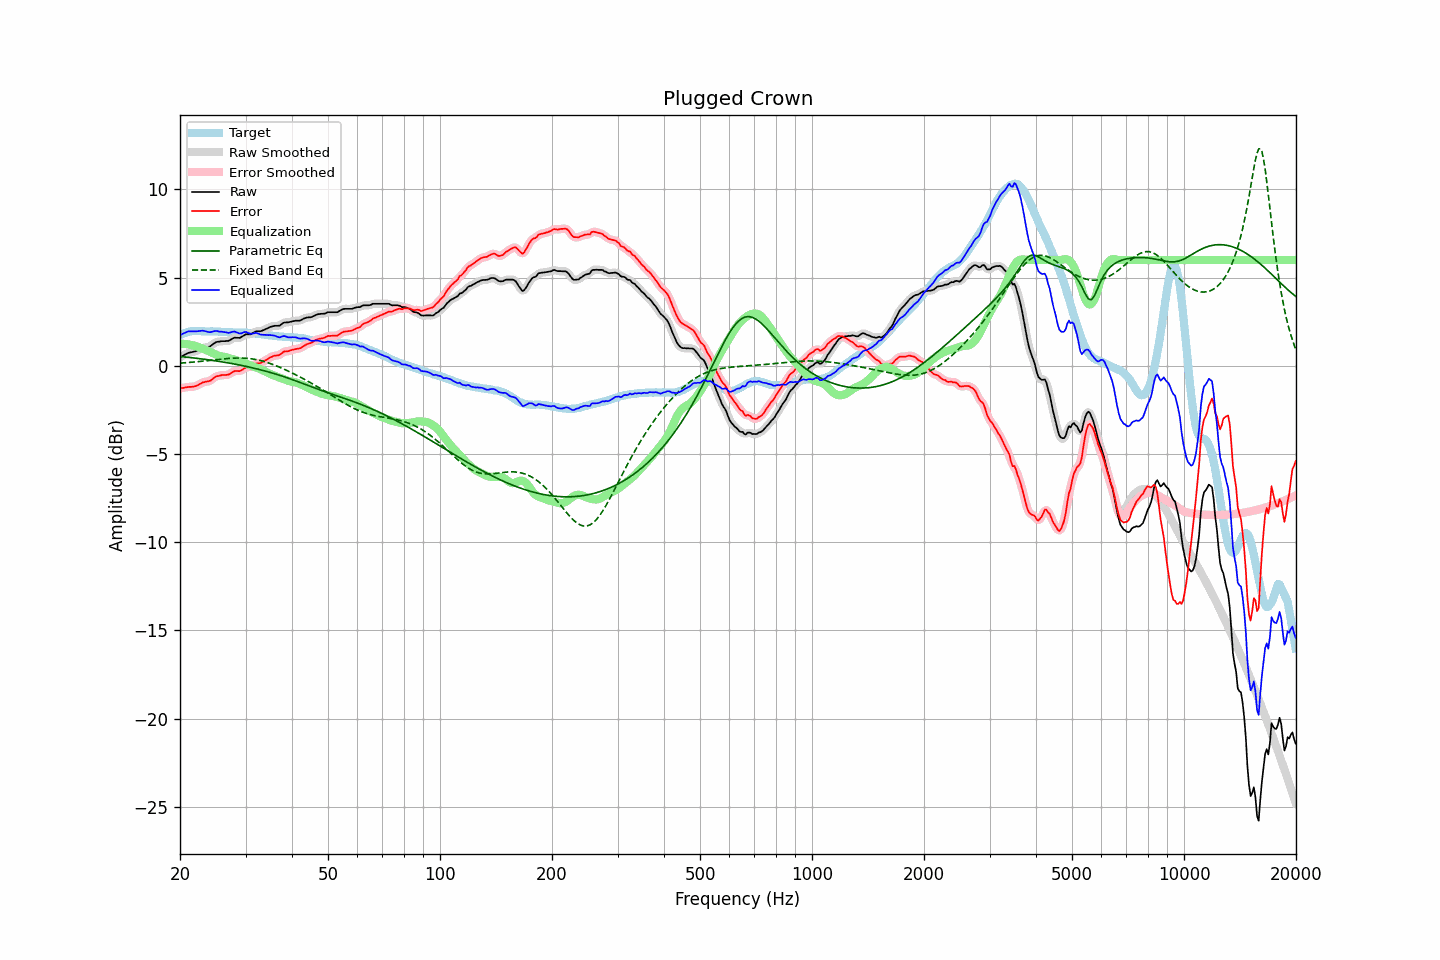 Plugged Crown
Target
Raw Smoothed
Error Smoothed
Raw
Error
Equalization
Parametric Eq
Fixed Band Eq
Equalized
10
5
0
−5
−10
−15
−20
−25
Amplitude (dBr)
20 50 100 200 500 1000 2000 5000 10000 20000
Frequency (Hz)